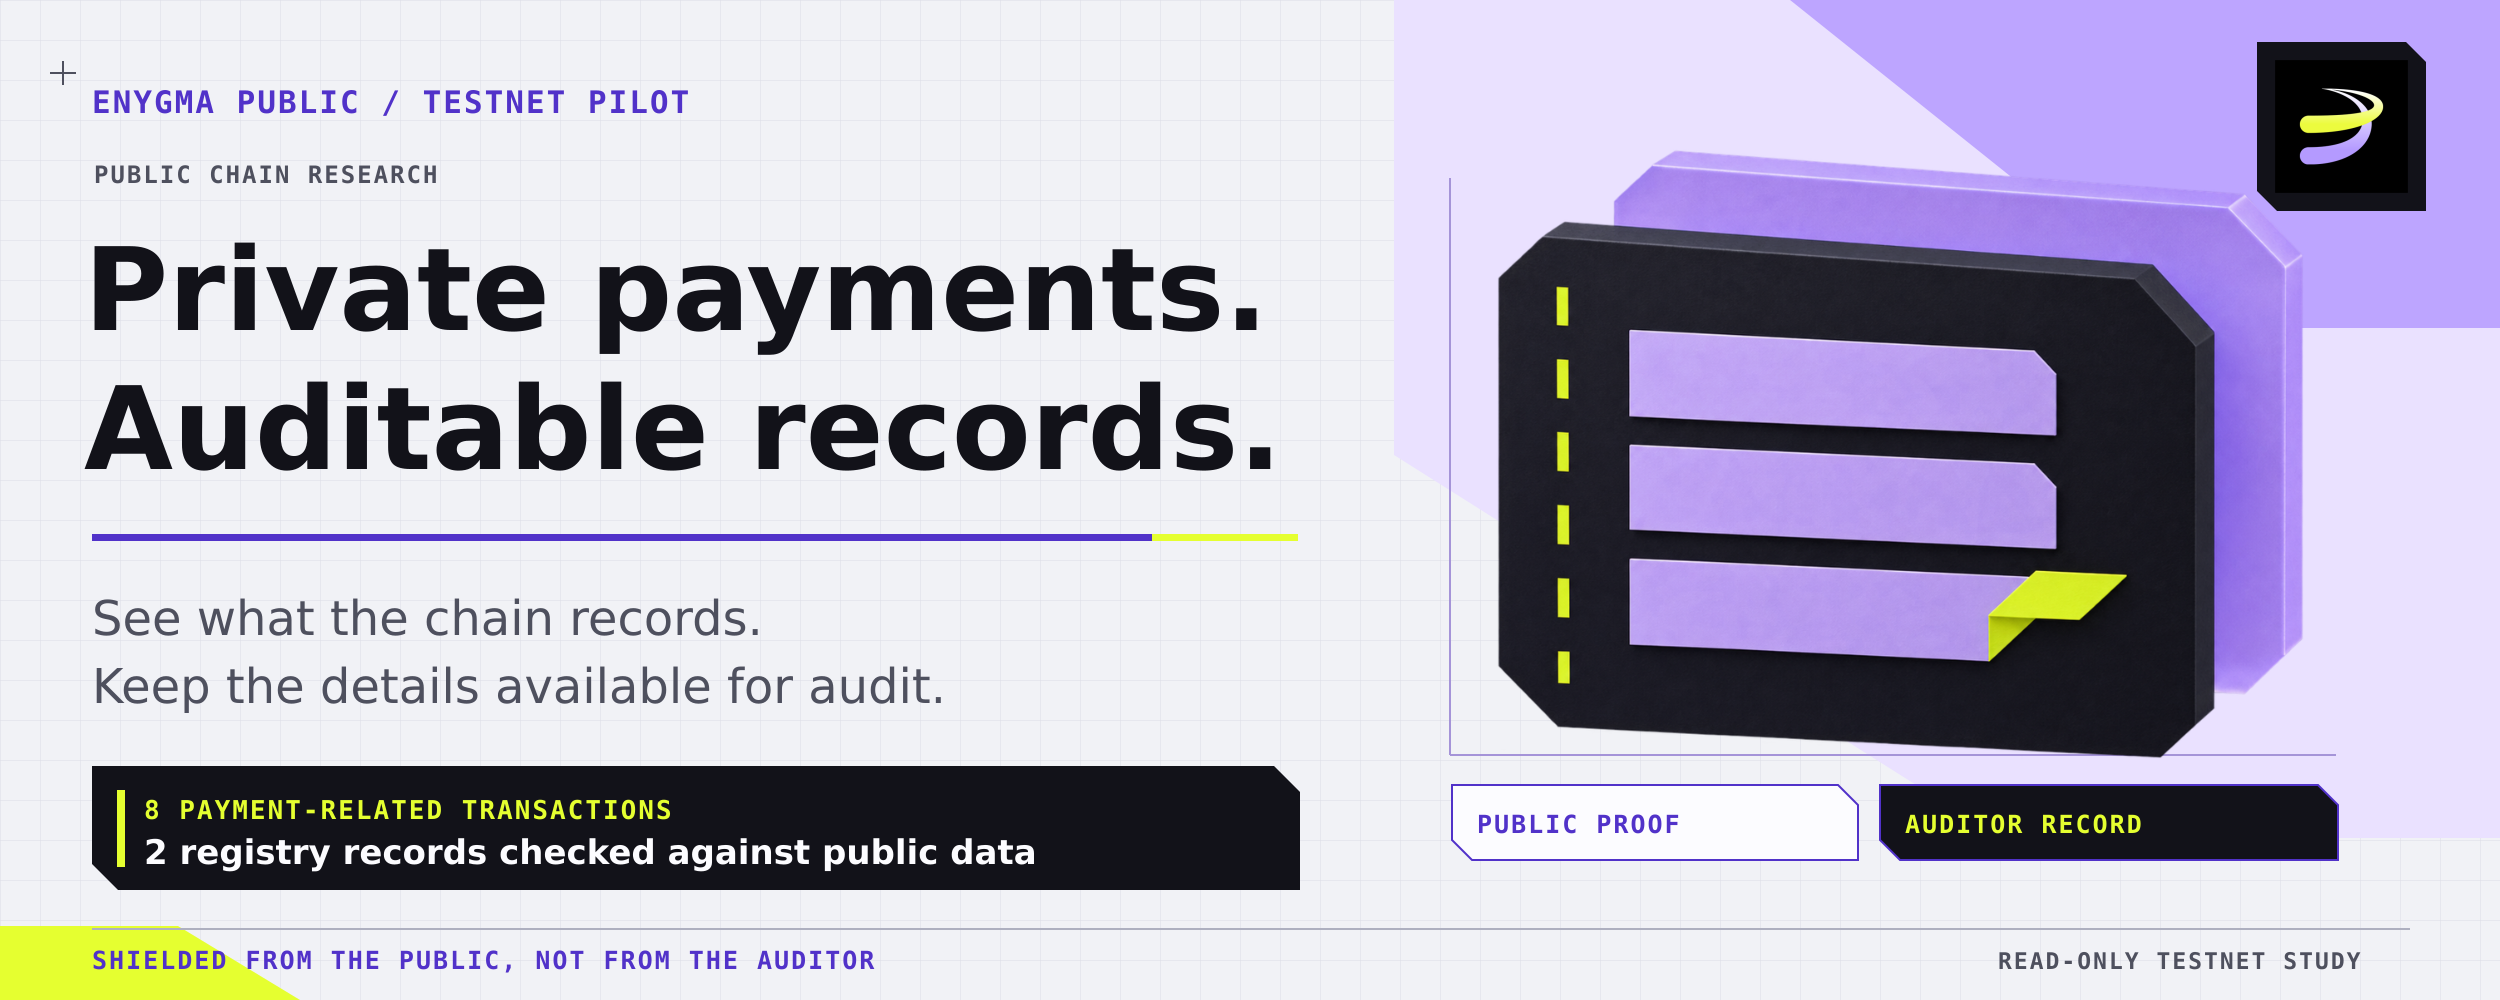 ENYGMA PUBLIC / TESTNET PILOT
PUBLIC CHAIN RESEARCH
Private payments.
Auditable records.
See what the chain records.
Keep the details available for audit.
8 PAYMENT-RELATED TRANSACTIONS
2 registry records checked against public data
PUBLIC PROOF
AUDITOR RECORD
SHIELDED FROM THE PUBLIC, NOT FROM THE AUDITOR
READ-ONLY TESTNET STUDY